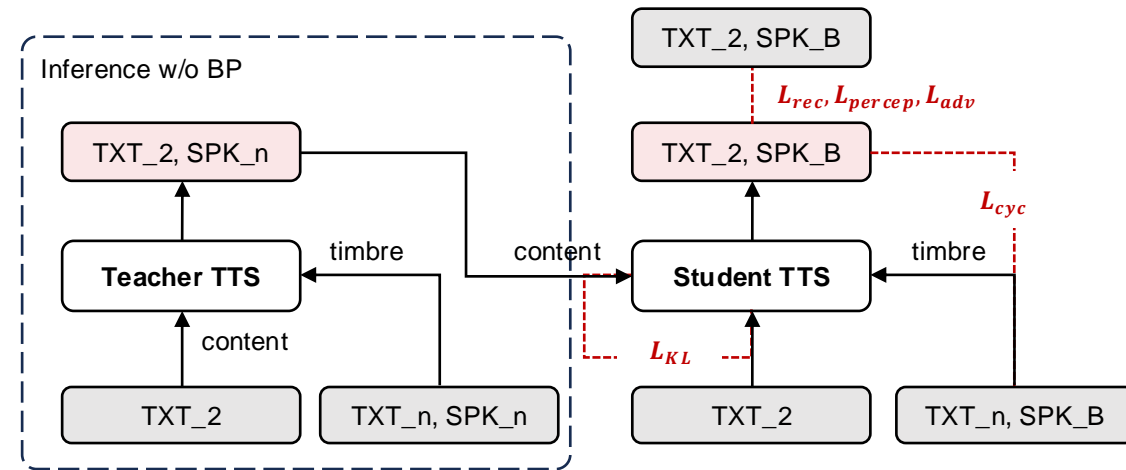 TXT_2, SPK_B
Inference w/o BP
L_rec, L_percep, L_adv
TXT_2, SPK_n
TXT_2, SPK_B
L_cyc
timbre
content
timbre
Teacher TTS
Student TTS
content
L_KL
TXT_2
TXT_n, SPK_n
TXT_2
TXT_n, SPK_B